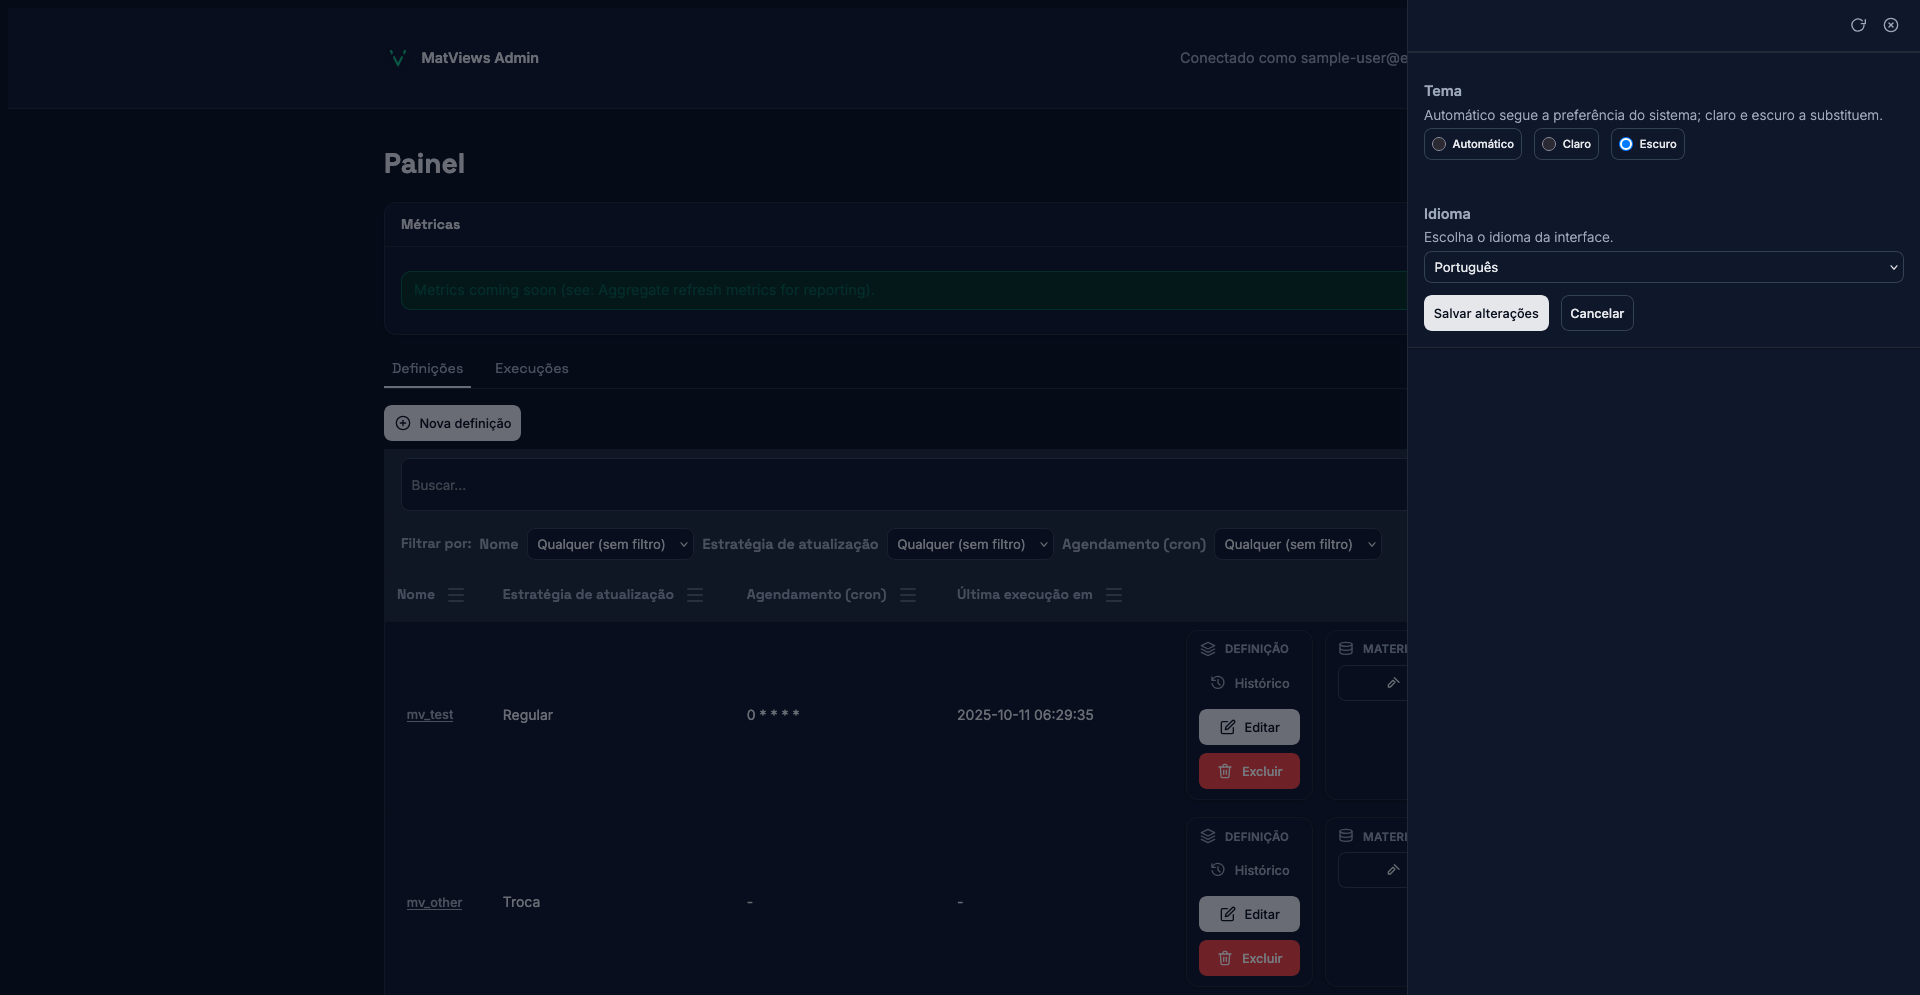 MatViews Admin
Conectado como sample-user@e
Painel
Métricas
Metrics coming soon (see: Aggregate refresh metrics for reporting).
Definições Execuções
Nova definição
Buscar...
Filtrar por: Nome Qualquer (sem filtro) Estratégia de atualização Qualquer (sem filtro) Agendamento (cron) Qualquer (sem filtro)
Nome Estratégia de atualização Agendamento (cron) Última execução em
DEFINIÇÃO MATERI
Histórico
mv_test Regular 0 * * * * 2025-10-11 06:29:35
Editar
Excluir
DEFINIÇÃO MATERI
Histórico
mv_other Troca - -
Editar
Excluir
Tema
Automático segue a preferência do sistema; claro e escuro a substituem.
Automático Claro Escuro
Idioma
Escolha o idioma da interface.
Português
Salvar alterações Cancelar